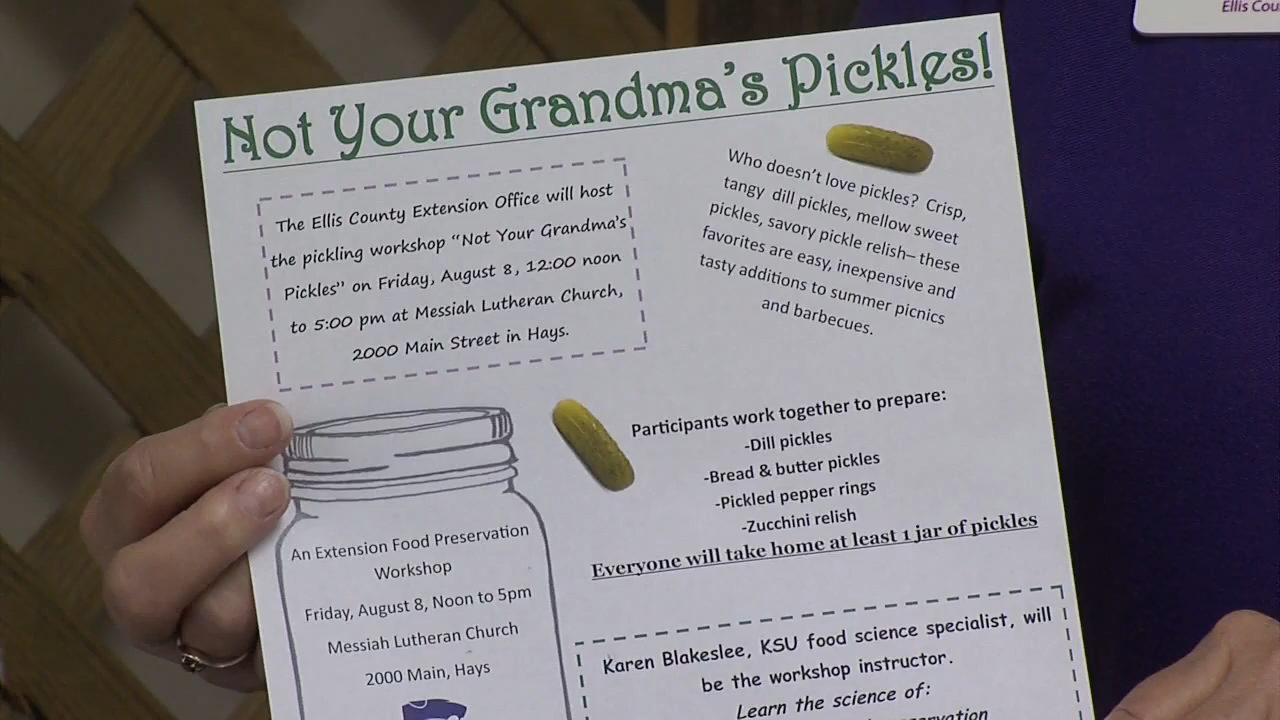 Ellis Cou
Not Your Grandma's Pickles!
The Ellis County Extension Office will host
the pickling workshop "Not Your Grandma's
Pickles" on Friday, August 8, 12:00 noon
to 5:00 pm at Messiah Lutheran Church,
2000 Main Street in Hays.
Who doesn't love pickles? Crisp,
tangy dill pickles, mellow sweet
pickles, savory pickle relish– these
favorites are easy, inexpensive and
tasty additions to summer picnics
and barbecues.
Participants work together to prepare:
-Dill pickles
-Bread & butter pickles
-Pickled pepper rings
-Zucchini relish
Everyone will take home at least 1 jar of pickles
An Extension Food Preservation
Workshop
Friday, August 8, Noon to 5pm
Messiah Lutheran Church
2000 Main, Hays
Karen Blakeslee, KSU food science specialist, will
be the workshop instructor.
Learn the science of: